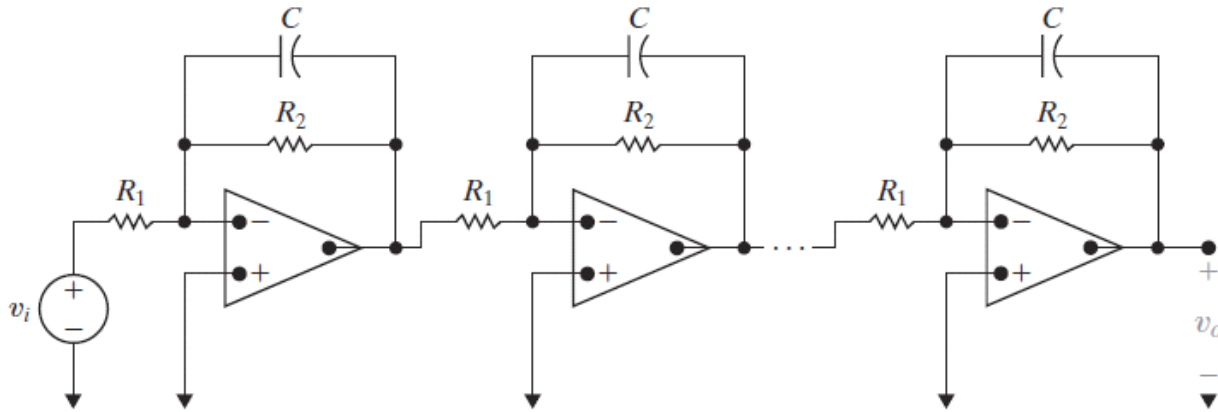 C C C
R₂ R₂ R₂
R₁ R₁ R₁
− − −
+ + +
+
vᵢ
−
· · ·
+
vₒ
−